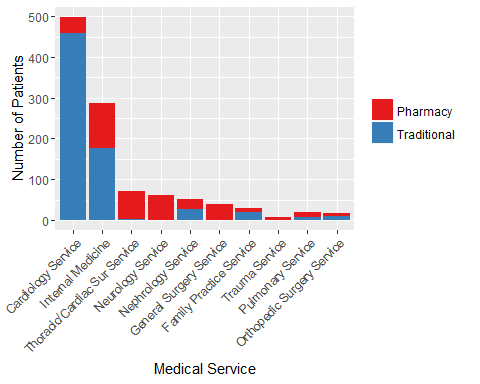 500
400
300
200
100
0
Number of Patients
Cardiology Service
Internal Medicine
Thoracic/Cardiac Sur Service
Neurology Service
Nephrology Service
General Surgery Service
Family Practice Service
Trauma Service
Pulmonary Service
Orthopedic Surgery Service
Medical Service
Pharmacy
Traditional